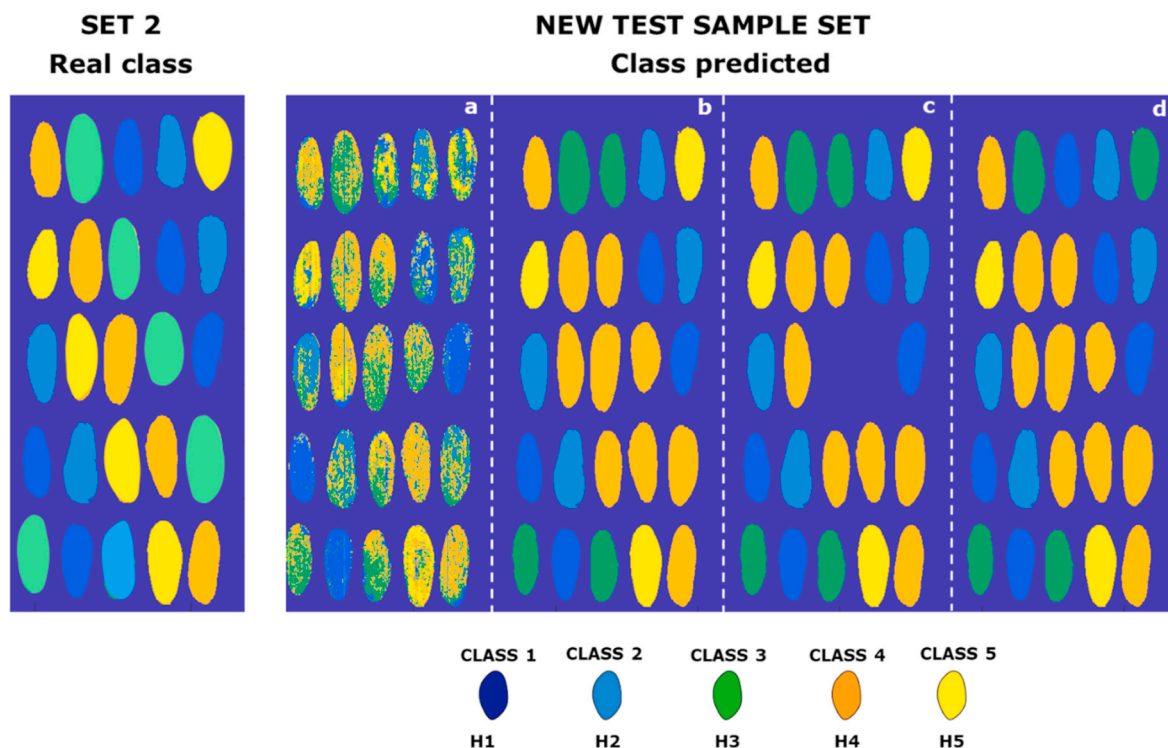 SET 2
Real class
NEW TEST SAMPLE SET
Class predicted
a
b
c
d
CLASS 1
CLASS 2
CLASS 3
CLASS 4
CLASS 5
H1
H2
H3
H4
H5